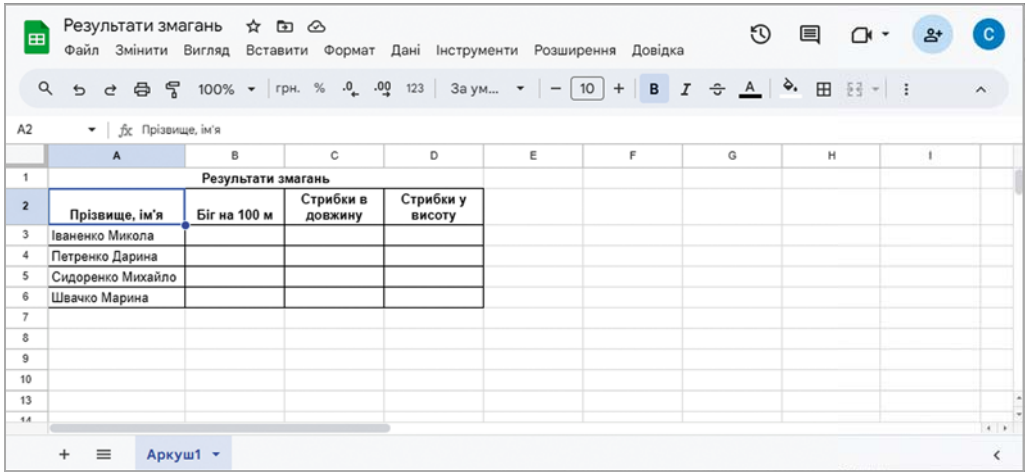 Результати змагань
Файл Змінити Вигляд Вставити Формат Дані Інструменти Розширення Довідка
С
100% грн. % .0 .00 123 За ум... − 10 + B I A
A2 fx Прізвище, ім'я
A B C D E F G H I
1 Результати змагань
2 Прізвище, ім'я Біг на 100 м Стрибки в довжину Стрибки у висоту
3 Іваненко Микола
4 Петренко Дарина
5 Сидоренко Михайло
6 Швачко Марина
7
8
9
10
13
14
+ Аркуш1